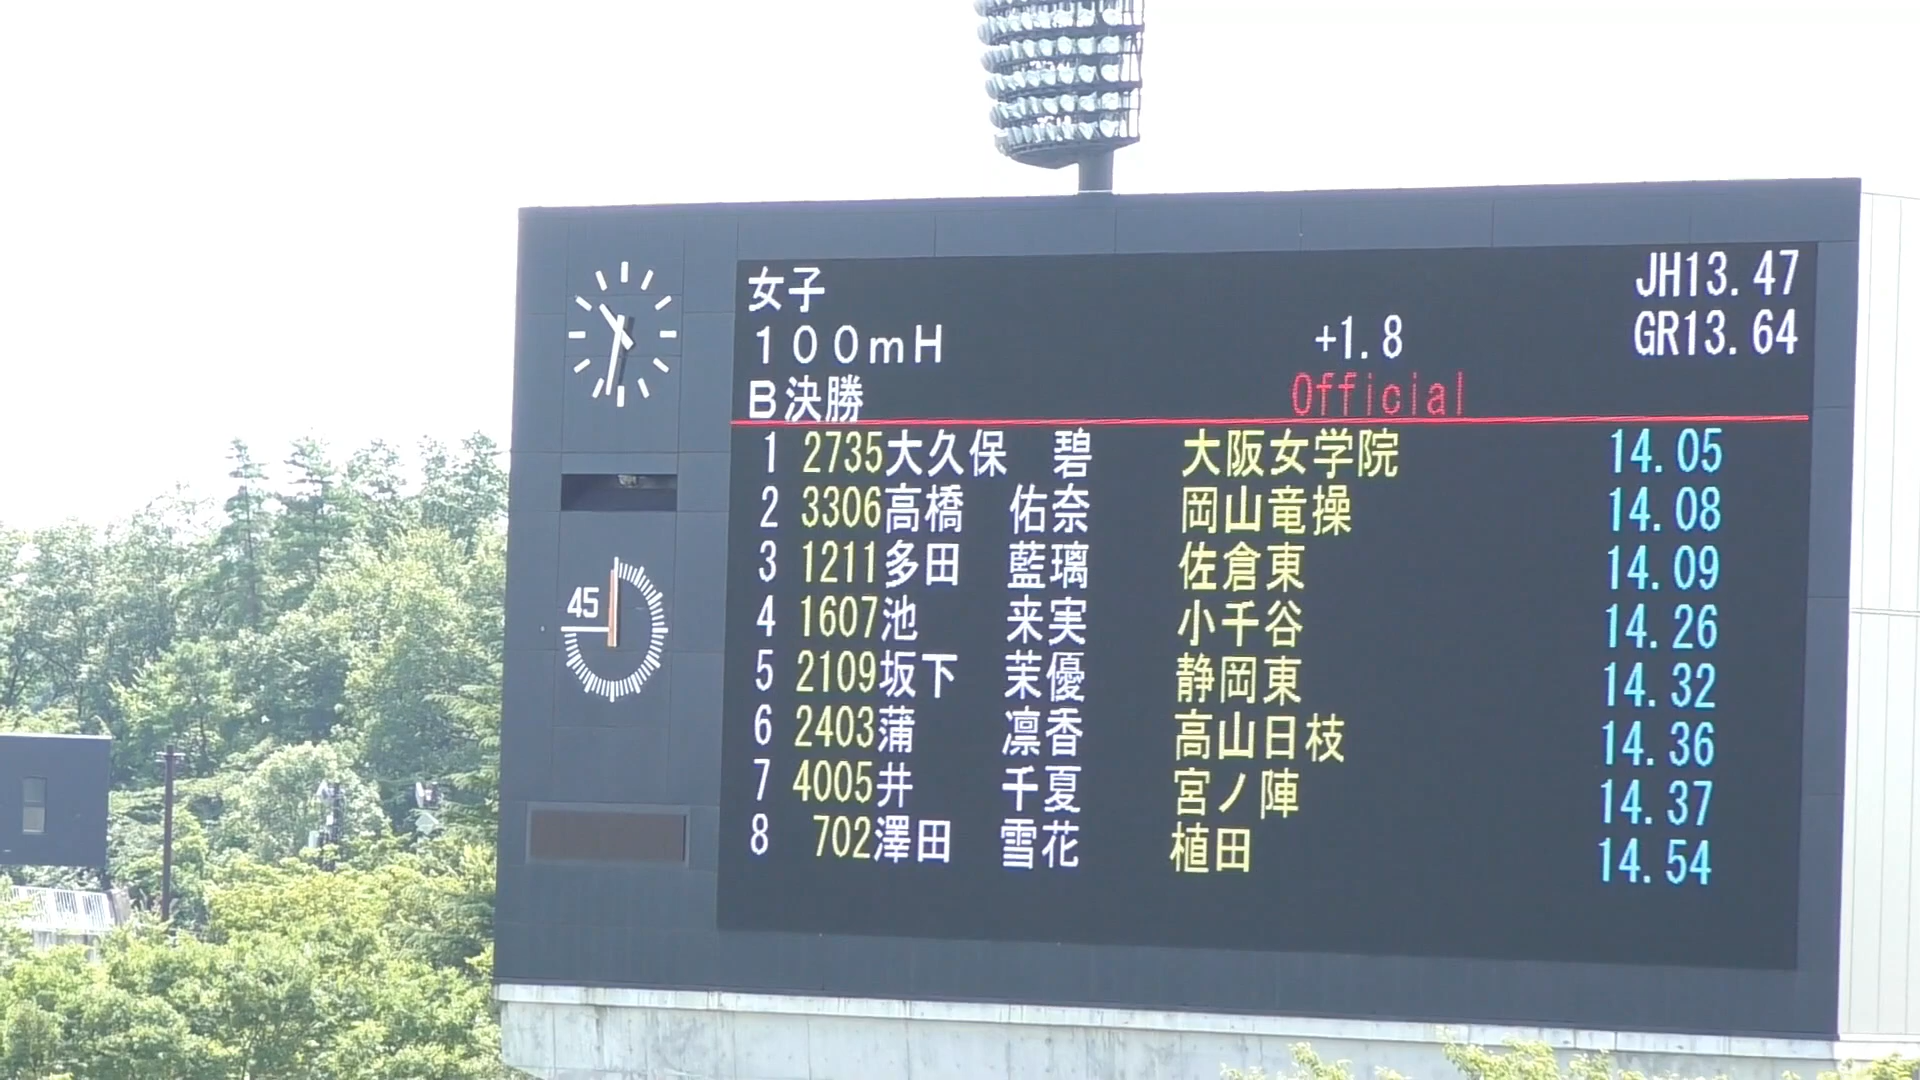 女子 JH13.47
100mH +1.8 GR13.64
B決勝 Official
1 2735大久保 碧 大阪女学院 14.05
2 3306高橋 佑奈 岡山竜操 14.08
3 1211多田 藍璃 佐倉東 14.09
4 1607池 来実 小千谷 14.26
5 2109坂下 茉優 静岡東 14.32
6 2403蒲 凛香 高山日枝 14.36
7 4005井 千夏 宮ノ陣 14.37
8 702澤田 雪花 植田 14.54
45